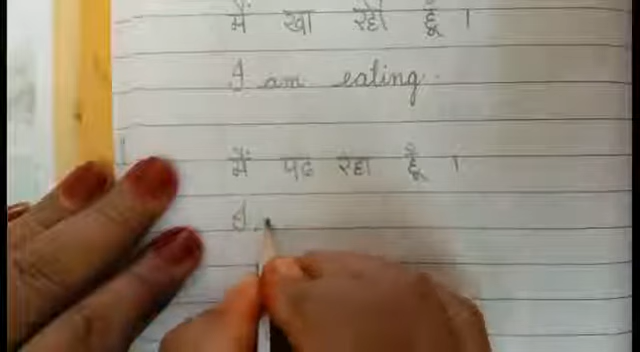 मैं खा रहा हूँ ।
I am eating.
मैं पढ रहा हूँ ।
I